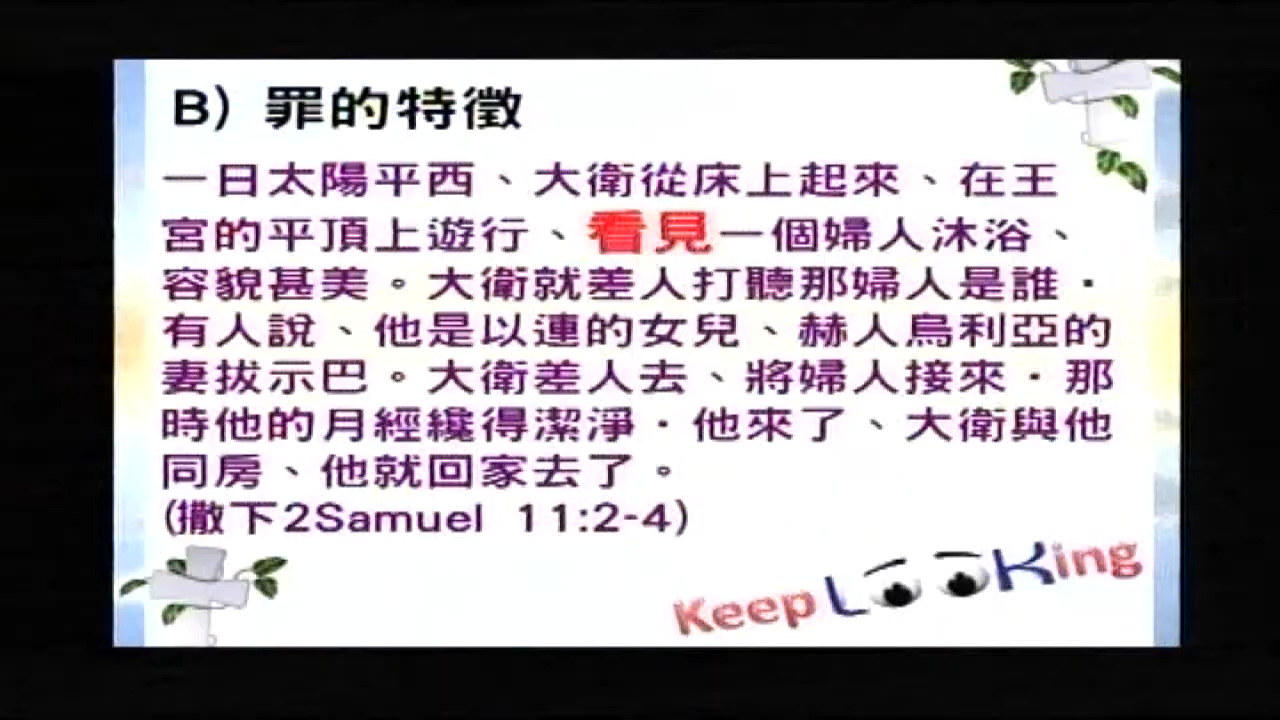 B) 罪的特徵
一日太陽平西、大衛從床上起來、在王
宮的平頂上遊行、看見一個婦人沐浴、
容貌甚美。大衛就差人打聽那婦人是誰．
有人說、他是以連的女兒、赫人烏利亞的
妻拔示巴。大衛差人去、將婦人接來．那
時他的月經纔得潔淨．他來了、大衛與他
同房、他就回家去了。
(撒下2Samuel 11:2-4)
Keep LooKing